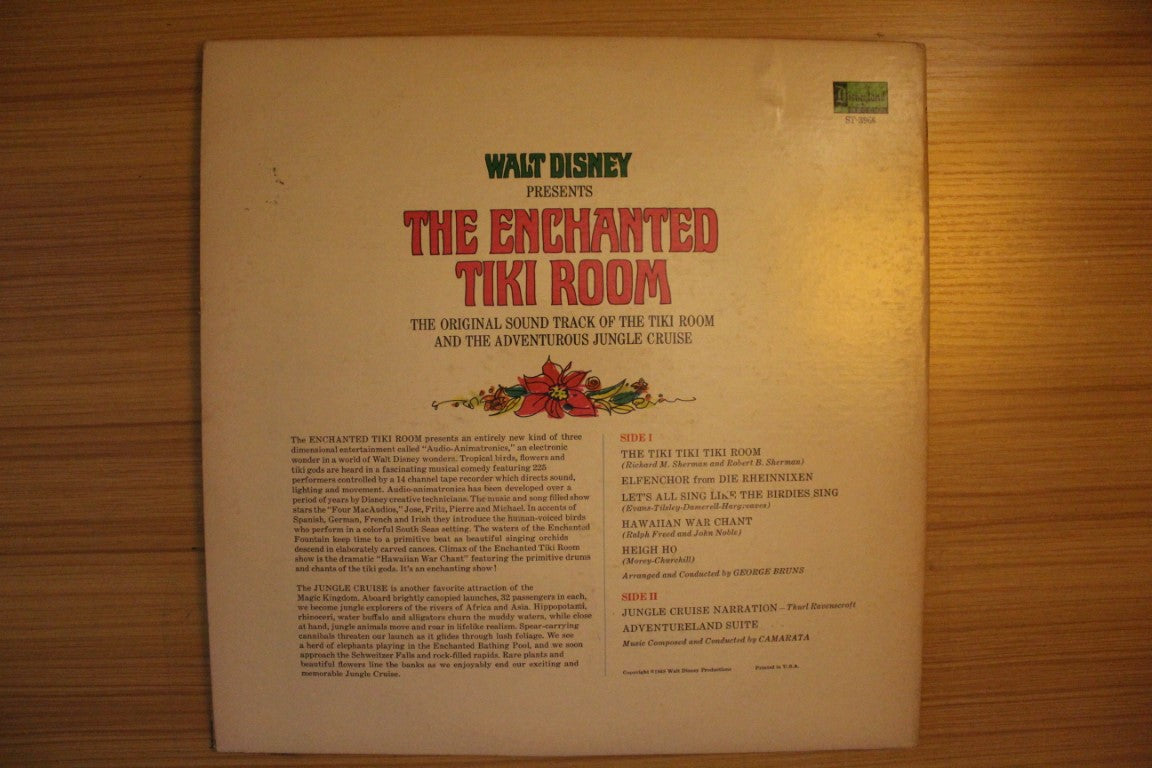 Disneyland
ST-3966
WALT DISNEY
PRESENTS
THE ENCHANTED
TIKI ROOM
THE ORIGINAL SOUND TRACK OF THE TIKI ROOM
AND THE ADVENTUROUS JUNGLE CRUISE
The ENCHANTED TIKI ROOM presents an entirely new kind of three
dimensional entertainment called "Audio-Animatronics," an electronic
wonder in a world of Walt Disney wonders. Tropical birds, flowers and
tiki gods are heard in a fascinating musical comedy featuring 225
performers controlled by a 14 channel tape recorder which directs sound,
lighting and movement. Audio-animatronics has been developed over a
period of years by Disney creative technicians. The music and song filled show
stars the "Four MacAudios," Jose, Fritz, Pierre and Michael. In accents of
Spanish, German, French and Irish they introduce the human-voiced birds
who perform in a colorful South Seas setting. The waters of the Enchanted
Fountain keep time to a primitive beat as beautiful singing orchids
descend in elaborately carved canoes. Climax of the Enchanted Tiki Room
show is the dramatic "Hawaiian War Chant" featuring the primitive drums
and chants of the tiki gods. It's an enchanting show!
The JUNGLE CRUISE is another favorite attraction of the
Magic Kingdom. Aboard brightly canopied launches, 32 passengers in each,
we become jungle explorers of the rivers of Africa and Asia. Hippopotami,
rhinoceri, water buffalo and alligators churn the muddy waters, while close
at hand, jungle animals move and roar in lifelike realism. Spear-carrying
cannibals threaten our launch as it glides through lush foliage. We see
a herd of elephants playing in the Enchanted Bathing Pool, and we soon
approach the Schweitzer Falls and rock-filled rapids. Rare plants and
beautiful flowers line the banks as we enjoyably end our exciting and
memorable Jungle Cruise.
SIDE I
THE TIKI TIKI TIKI ROOM
(Richard M. Sherman and Robert B. Sherman)
ELFENCHOR from DIE RHEINNIXEN
LET'S ALL SING LIKE THE BIRDIES SING
(Evans-Tilsley-Damerell-Hargreaves)
HAWAIIAN WAR CHANT
(Ralph Freed and John Noble)
HEIGH HO
(Morey-Churchill)
Arranged and Conducted by GEORGE BRUNS
SIDE II
JUNGLE CRUISE NARRATION – Thurl Ravenscroft
ADVENTURELAND SUITE
Music Composed and Conducted by CAMARATA
Copyright ©1968 Walt Disney Productions Printed in U.S.A.